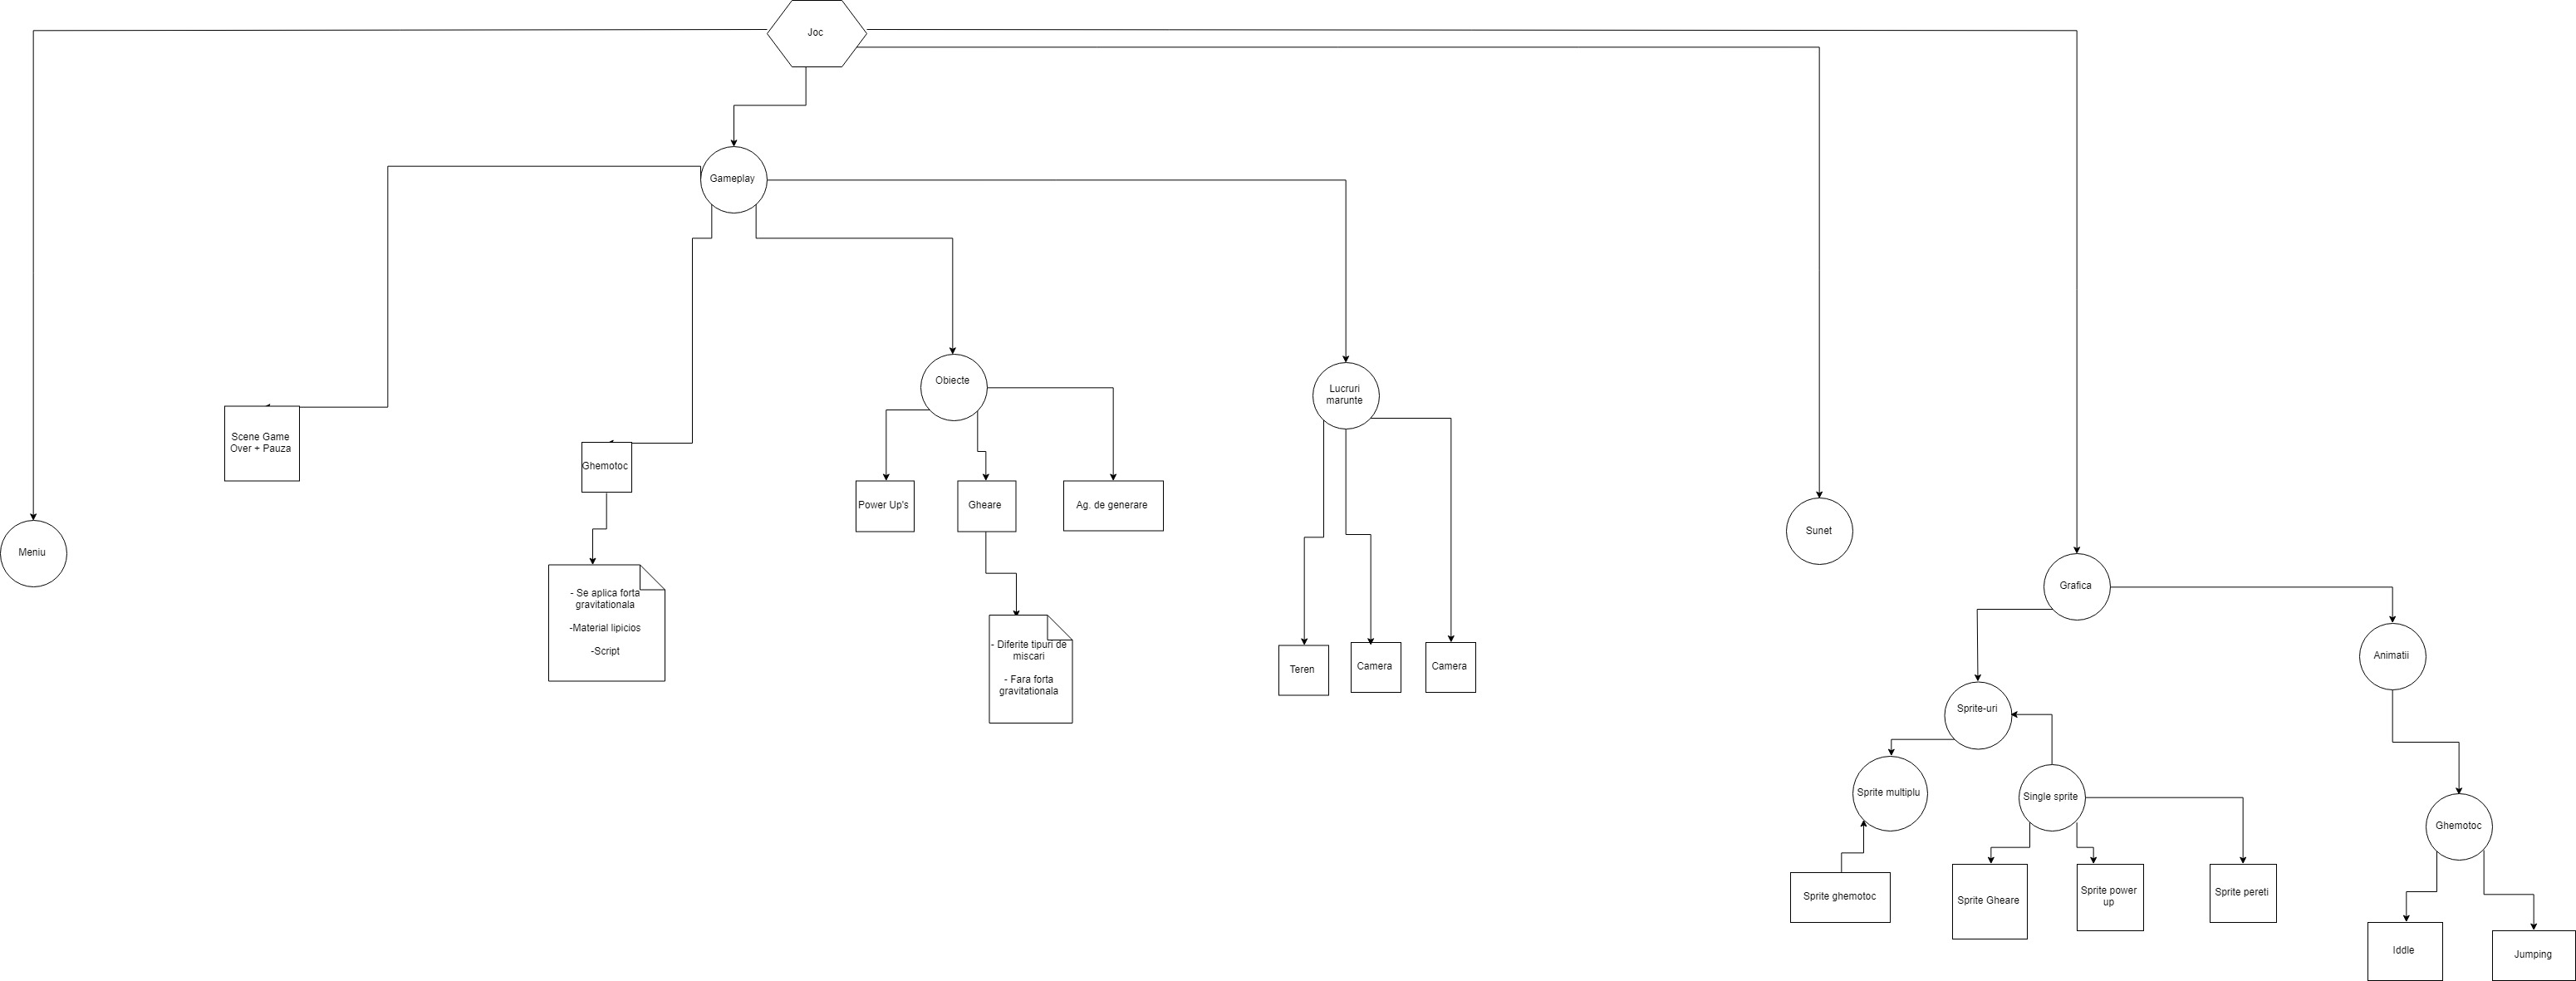 Joc
Gameplay
Scene Game
Over + Pauza
Ghemotoc
- Se aplica forta
gravitationala
-Material lipicios
-Script
Obiecte
Power Up's
Gheare
Ag. de generare
- Diferite tipuri de
miscari
- Fara forta
gravitationala
Lucruri
marunte
Teren
Camera
Camera
Meniu
Sunet
Grafica
Sprite-uri
Animatii
Sprite multiplu
Single sprite
Ghemotoc
Sprite ghemotoc
Sprite Gheare
Sprite power
up
Sprite pereti
Iddle
Jumping